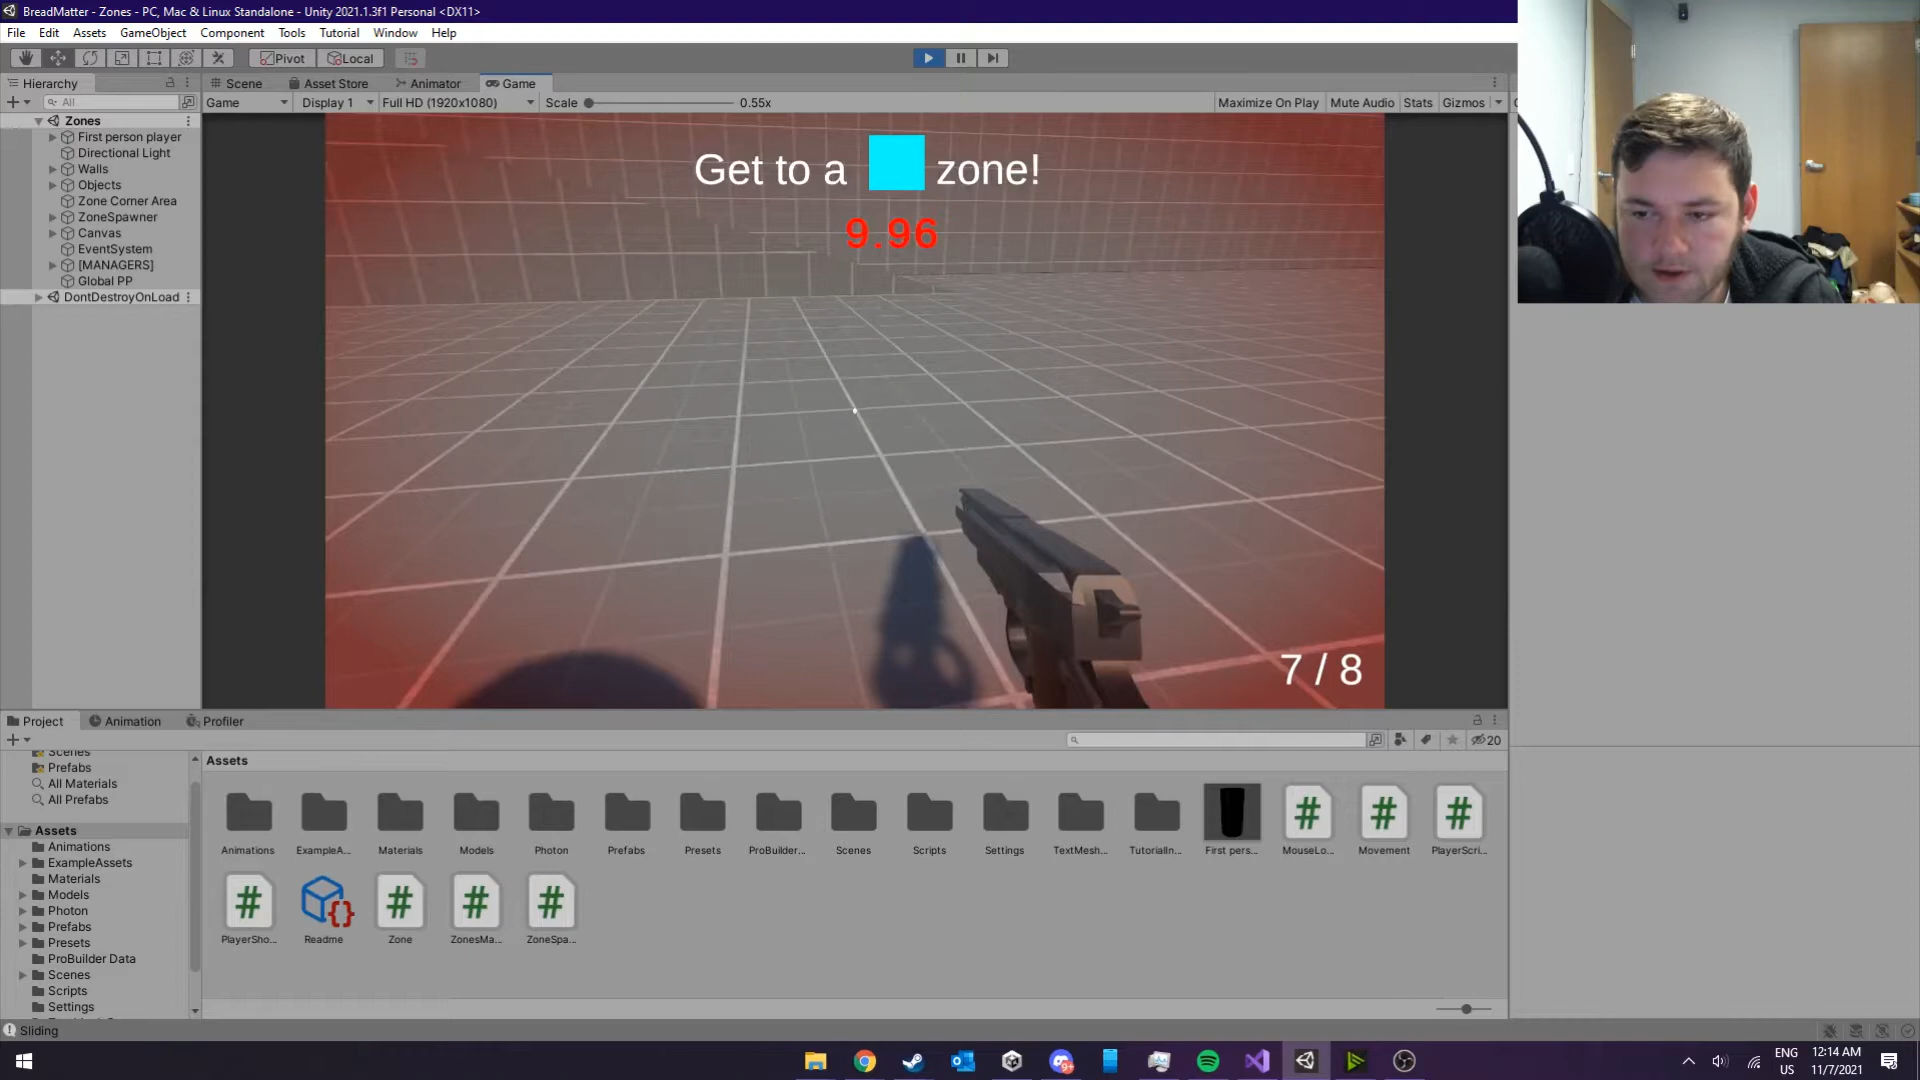 BreadMatter - Zones - PC, Mac & Linux Standalone - Unity 2021.1.3f1 Personal <DX11>
File Edit Assets GameObject Component Tools Tutorial Window Help
Pivot Local
Hierarchy Scene Asset Store Animator Game
All Game Display 1 Full HD (1920x1080) Scale 0.55x Maximize On Play Mute Audio Stats Gizmos
Zones
First person player
Directional Light
Walls
Objects
Zone Corner Area
ZoneSpawner
Canvas
EventSystem
[MANAGERS]
Global PP
DontDestroyOnLoad
Get to a zone!
9.96
7 / 8
Project Animation Profiler
20
Scenes
Prefabs
All Materials
All Prefabs
Assets
Animations
ExampleAssets
Materials
Models
Photon
Prefabs
Presets
ProBuilder Data
Scenes
Scripts
Settings
Assets
Animations ExampleA... Materials Models Photon Prefabs Presets ProBuilder... Scenes Scripts Settings TextMesh... TutorialIn... First pers... MouseLo... Movement PlayerScri...
PlayerSho... Readme Zone ZonesMa... ZoneSpa...
Sliding
ENG
US
12:14 AM
11/7/2021